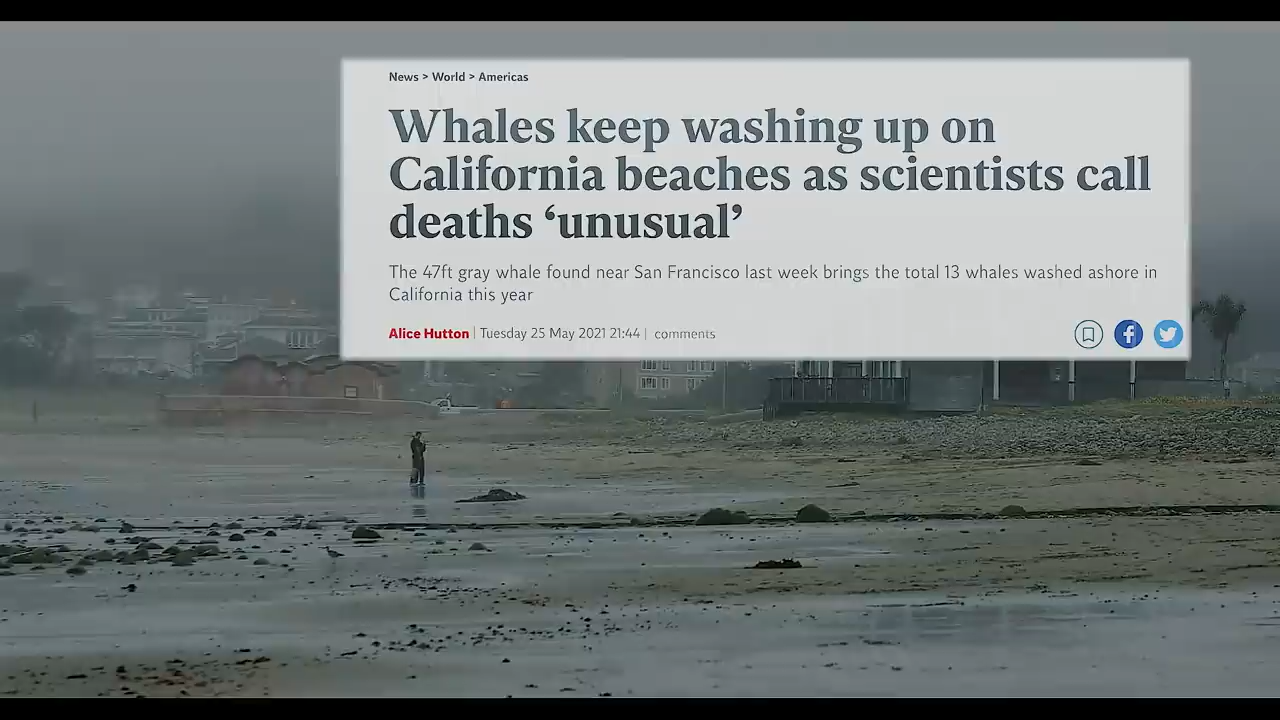 News > World > Americas
Whales keep washing up on
California beaches as scientists call
deaths ‘unusual’
The 47ft gray whale found near San Francisco last week brings the total 13 whales washed ashore in
California this year
Alice Hutton | Tuesday 25 May 2021 21:44 | comments